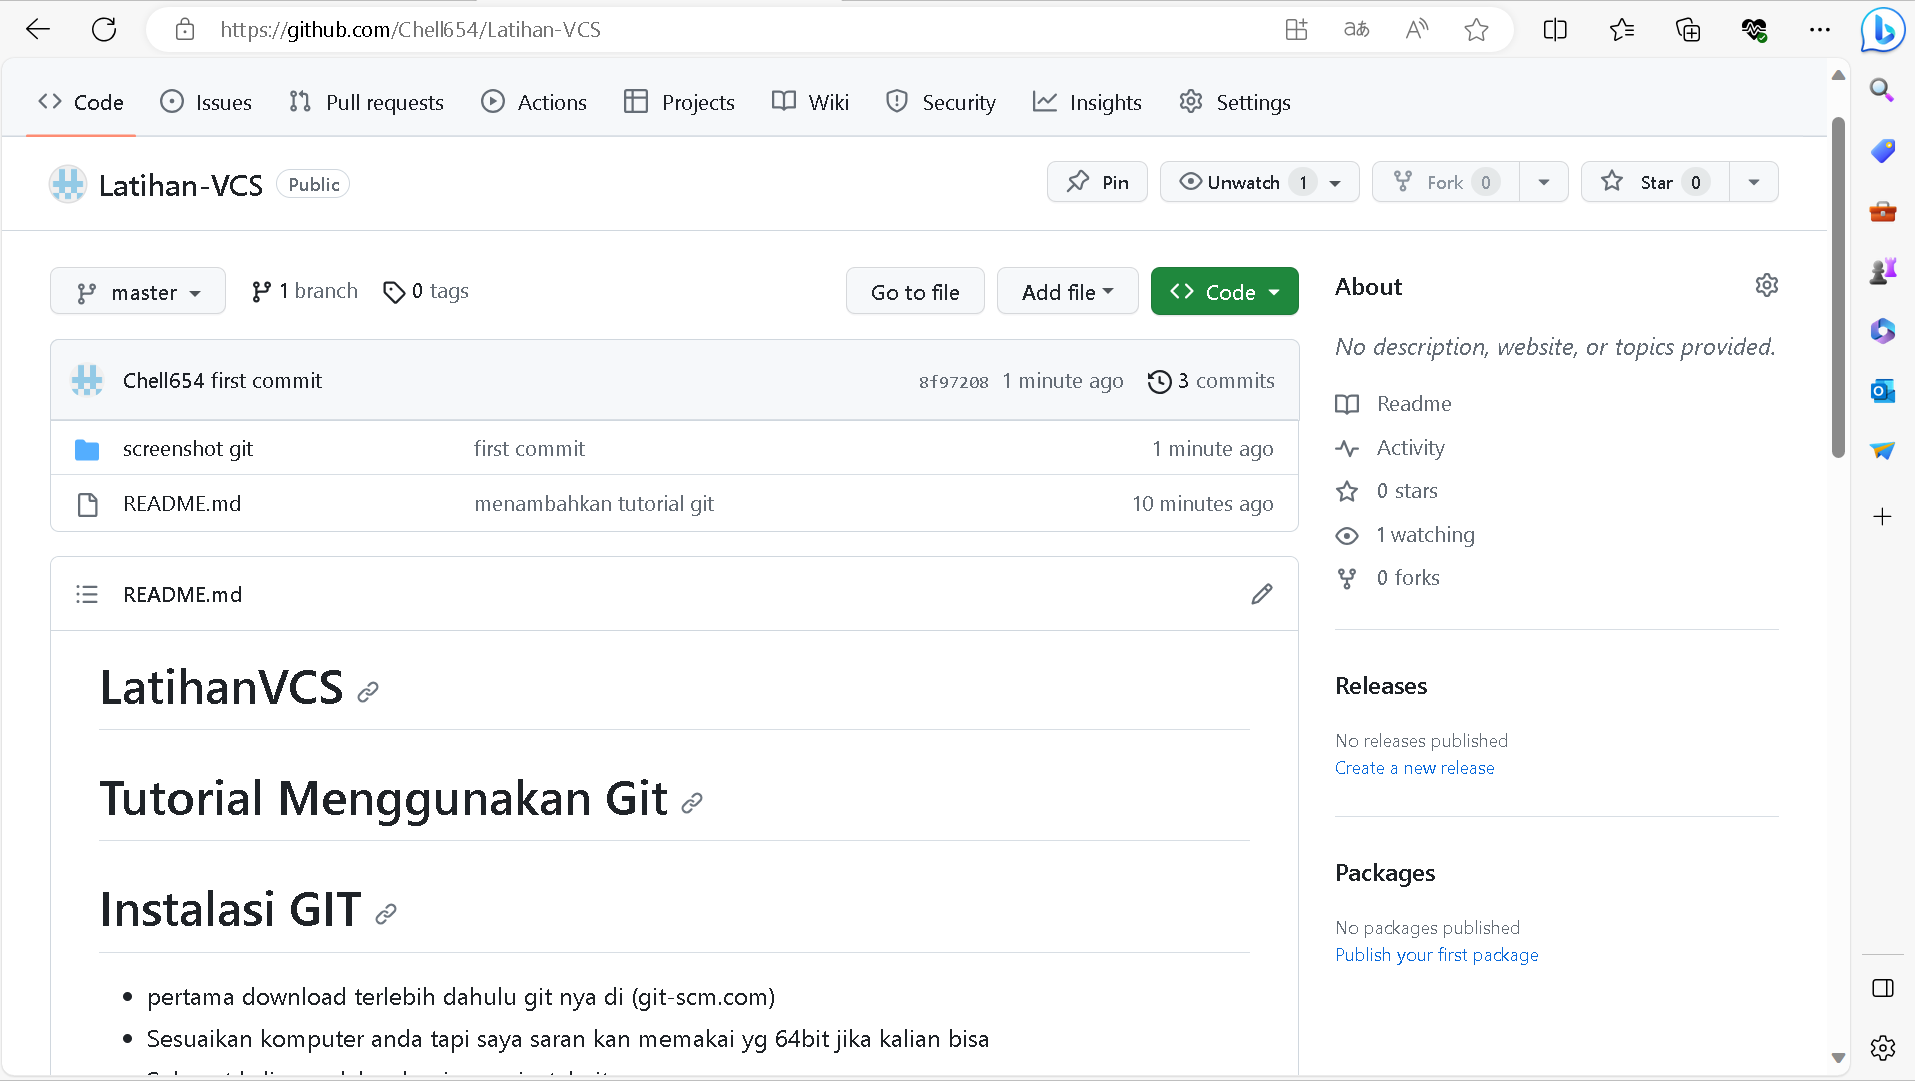 https://github.com/Chell654/Latihan-VCS
Code Issues Pull requests Actions Projects Wiki Security Insights Settings
Latihan-VCS Public Pin Unwatch 1 Fork 0 Star 0
master 1 branch 0 tags Go to file Add file Code
Chell654 first commit 8f97208 1 minute ago 3 commits
screenshot git first commit 1 minute ago
README.md menambahkan tutorial git 10 minutes ago
README.md
LatihanVCS
Tutorial Menggunakan Git
Instalasi GIT
pertama download terlebih dahulu git nya di (git-scm.com)
Sesuaikan komputer anda tapi saya saran kan memakai yg 64bit jika kalian bisa
About
No description, website, or topics provided.
Readme
Activity
0 stars
1 watching
0 forks
Releases
No releases published
Create a new release
Packages
No packages published
Publish your first package